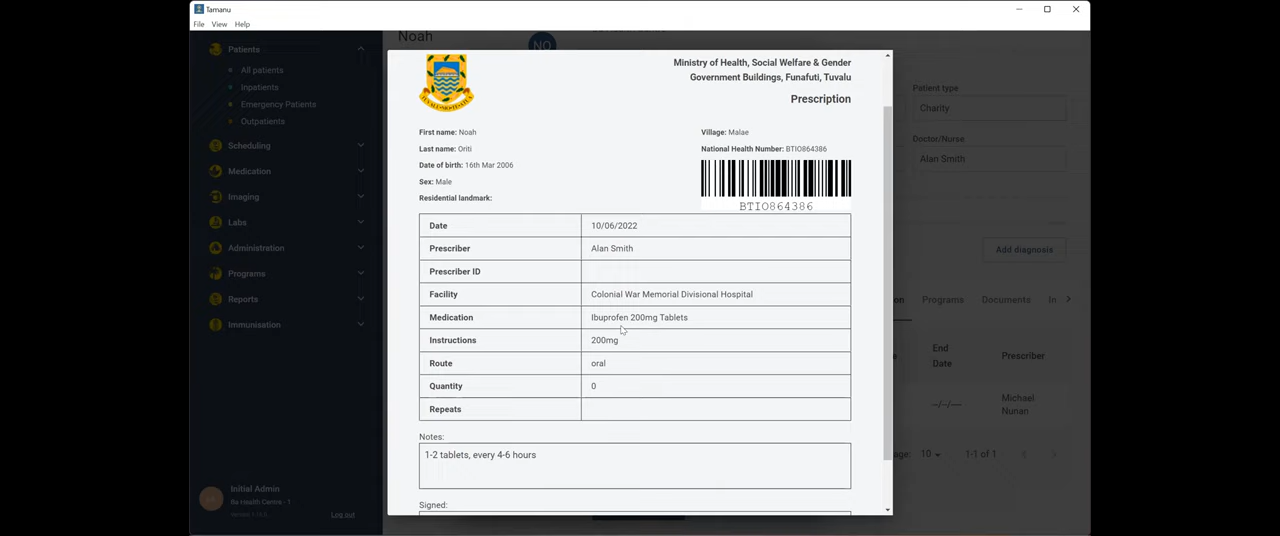 Tamanu
File View Help
Noah
NO
Patients
All patients
Inpatients
Emergency Patients
Outpatients
Scheduling
Medication
Imaging
Labs
Administration
Programs
Reports
Immunisation
Initial Admin
Ba Health Centre - 1
Log out
Ministry of Health, Social Welfare & Gender
Government Buildings, Funafuti, Tuvalu
Prescription
First name: Noah
Last name: Oriti
Date of birth: 16th Mar 2006
Sex: Male
Residential landmark:
Village: Malae
National Health Number: BTIO864386
BTIO864386
Date 10/06/2022
Prescriber Alan Smith
Prescriber ID
Facility Colonial War Memorial Divisional Hospital
Medication Ibuprofen 200mg Tablets
Instructions 200mg
Route oral
Quantity 0
Repeats
Notes:
1-2 tablets, every 4-6 hours
Signed:
Patient type
Charity
Doctor/Nurse
Alan Smith
Add diagnosis
Programs Documents In
End
Date
Prescriber
--/--/----
Michael
Nunan
10 1-1 of 1